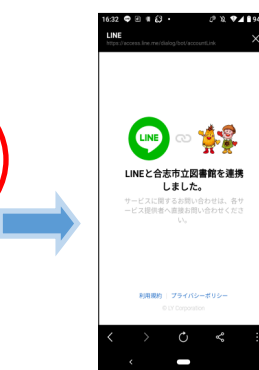 16:32
94
LINE
https://access.line.me/dialog/bot/accountLink
LINE
LINEと合志市立図書館を連携
しました。
サービスに関するお問い合わせは、各サ
ービス提供者へ直接お問い合わせくださ
い。
利用規約 | プライバシーポリシー
© LY Corporation